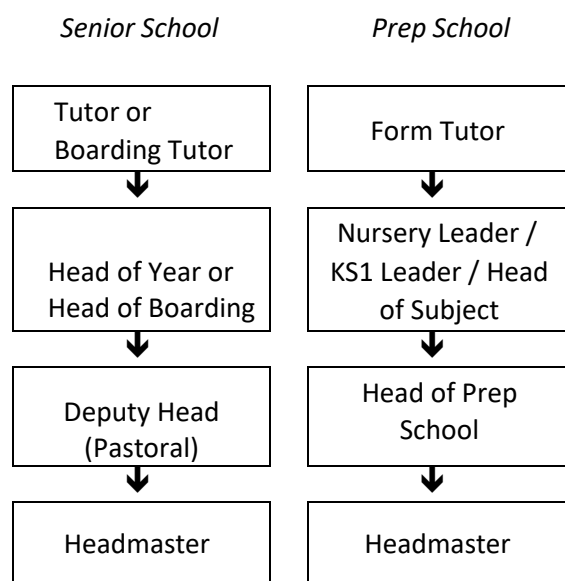 Senior School
Prep School
Tutor or
Boarding Tutor
Form Tutor
Head of Year or
Head of Boarding
Nursery Leader /
KS1 Leader / Head
of Subject
Deputy Head
(Pastoral)
Head of Prep
School
Headmaster
Headmaster